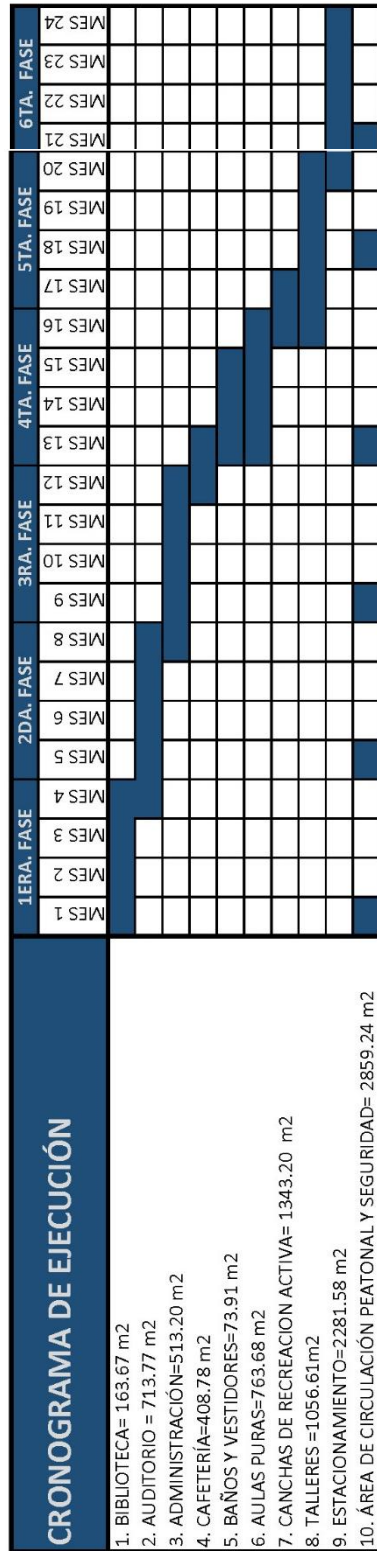 CRONOGRAMA DE EJECUCIÓN
1ERA. FASE
2DA. FASE
3RA. FASE
4TA. FASE
5TA. FASE
6TA. FASE
MES 1
MES 2
MES 3
MES 4
MES 5
MES 6
MES 7
MES 8
MES 9
MES 10
MES 11
MES 12
MES 13
MES 14
MES 15
MES 16
MES 17
MES 18
MES 19
MES 20
MES 21
MES 22
MES 23
MES 24
1. BIBLIOTECA= 163.67 m2
2. AUDITORIO = 713.77 m2
3. ADMINISTRACIÓN=513.20 m2
4. CAFETERÍA=408.78 m2
5. BAÑOS Y VESTIDORES=73.91 m2
6. AULAS PURAS=763.68 m2
7. CANCHAS DE RECREACION ACTIVA= 1343.20 m2
8. TALLERES =1056.61m2
9. ESTACIONAMIENTO=2281.58 m2
10. ÁREA DE CIRCULACIÓN PEATONAL Y SEGURIDAD= 2859.24 m2